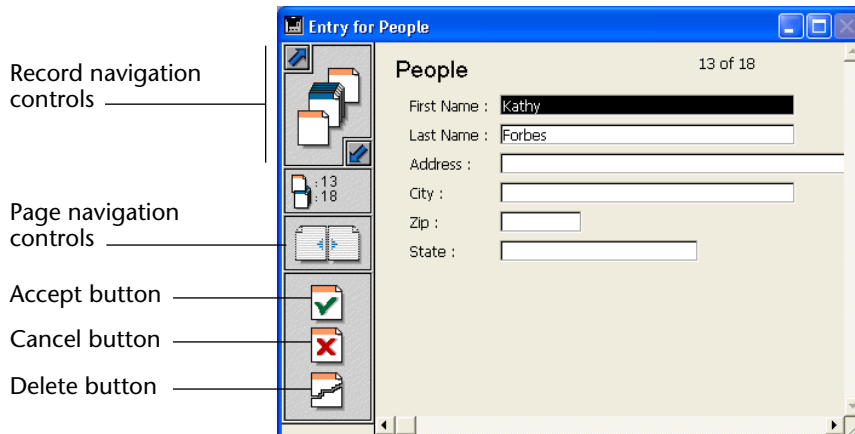 Entry for People
Record navigation
controls
People
13 of 18
First Name : Kathy
Last Name : Forbes
Address :
:13
:18
City :
Zip :
State :
Page navigation
controls
Accept button
Cancel button
Delete button